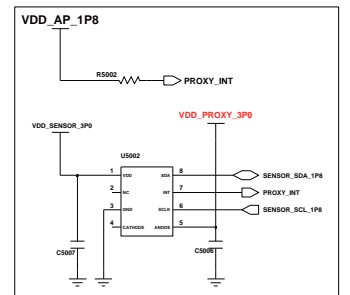 VDD_AP_1P8
R5002
PROXY_INT
VDD_PROXY_3P0
VDD_SENSOR_3P0
U5002
1 VDD SDA 8 SENSOR_SDA_1P8
2 NC INT 7 PROXY_INT
3 GND SCLK 6 SENSOR_SCL_1P8
4 CATHODE ANODE 5
C5007 C5006